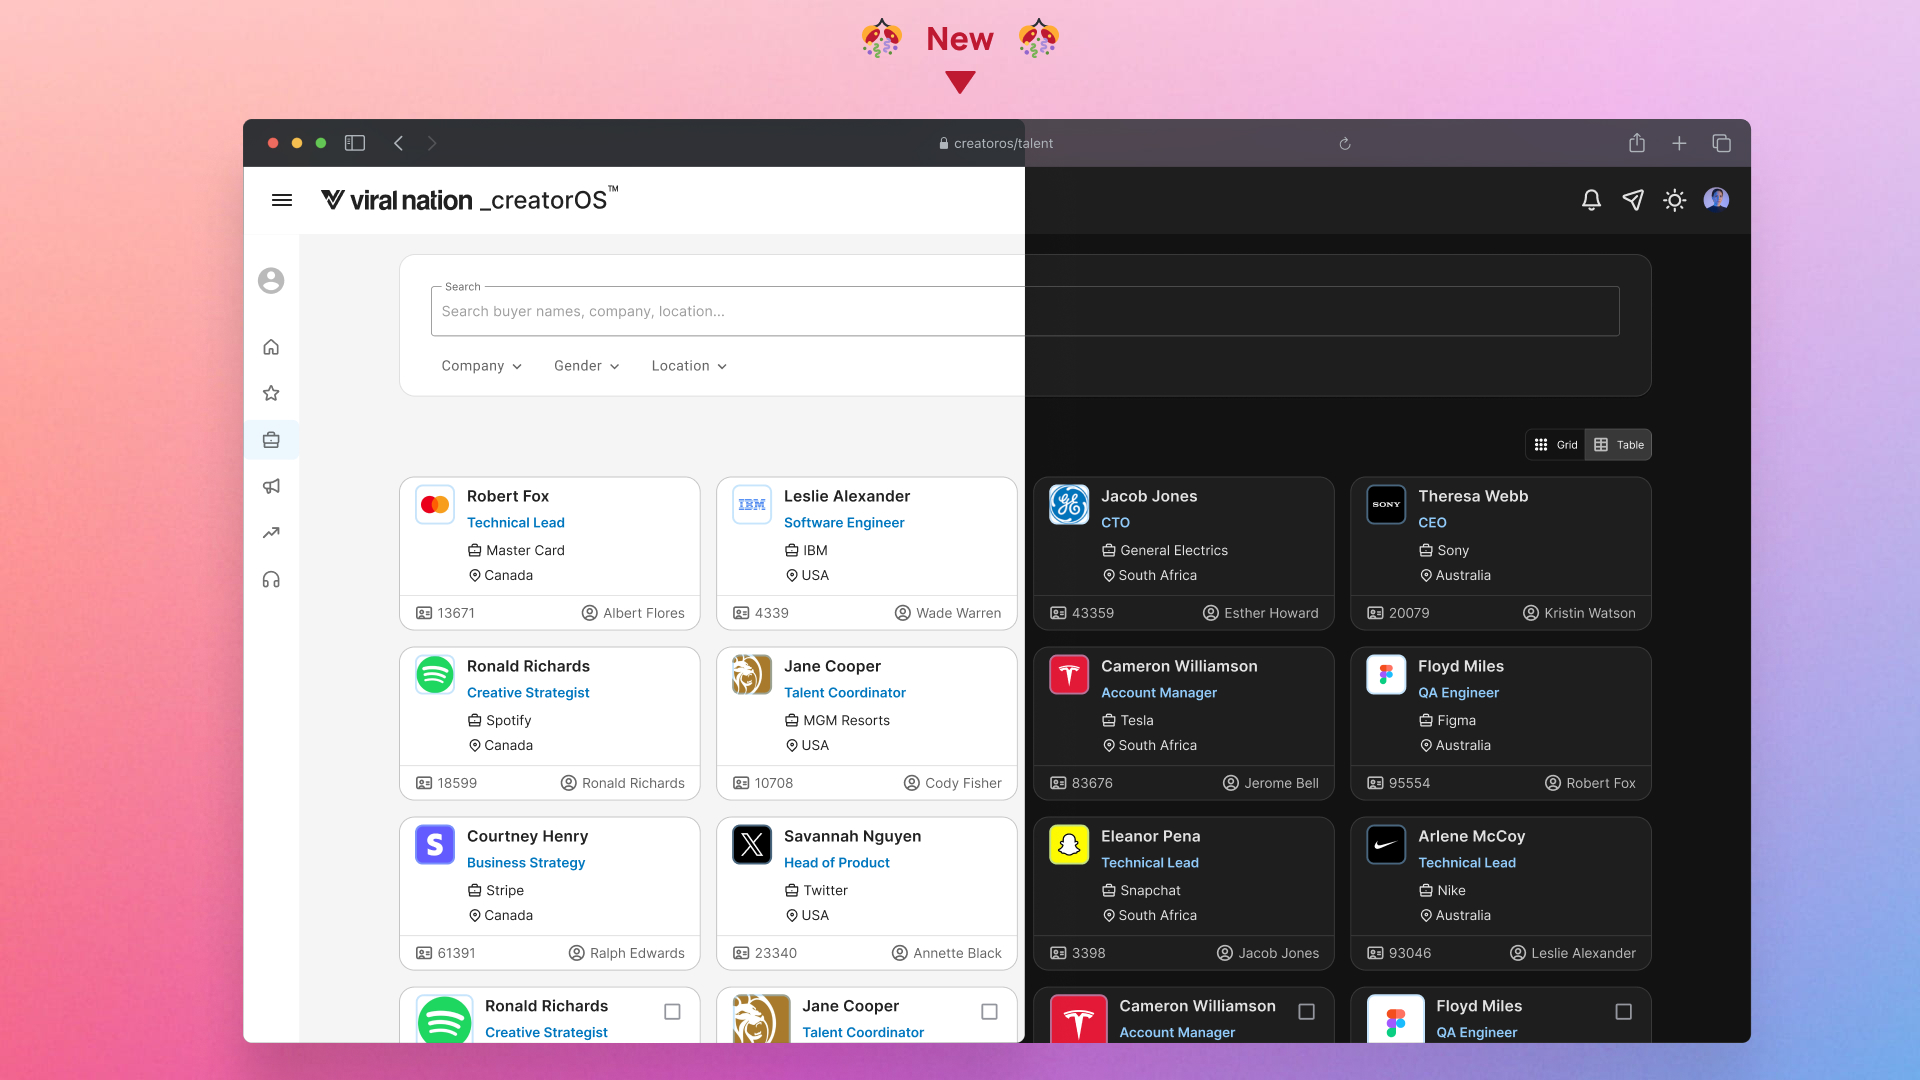 New
creatoros/talent
viral nation _creatorOS™
Search
Search buyer names, company, location...
Company Gender Location
Grid Table
Robert Fox
Technical Lead
Master Card
Canada
13671 Albert Flores
IBM
Leslie Alexander
Software Engineer
IBM
USA
4339 Wade Warren
Jacob Jones
CTO
General Electrics
South Africa
43359 Esther Howard
SONY
Theresa Webb
CEO
Sony
Australia
20079 Kristin Watson
Ronald Richards
Creative Strategist
Spotify
Canada
18599 Ronald Richards
Jane Cooper
Talent Coordinator
MGM Resorts
USA
10708 Cody Fisher
Cameron Williamson
Account Manager
Tesla
South Africa
83676 Jerome Bell
Floyd Miles
QA Engineer
Figma
Australia
95554 Robert Fox
S
Courtney Henry
Business Strategy
Stripe
Canada
61391 Ralph Edwards
X
Savannah Nguyen
Head of Product
Twitter
USA
23340 Annette Black
Eleanor Pena
Technical Lead
Snapchat
South Africa
3398 Jacob Jones
Arlene McCoy
Technical Lead
Nike
Australia
93046 Leslie Alexander
Ronald Richards
Creative Strategist
Jane Cooper
Talent Coordinator
Cameron Williamson
Account Manager
Floyd Miles
QA Engineer